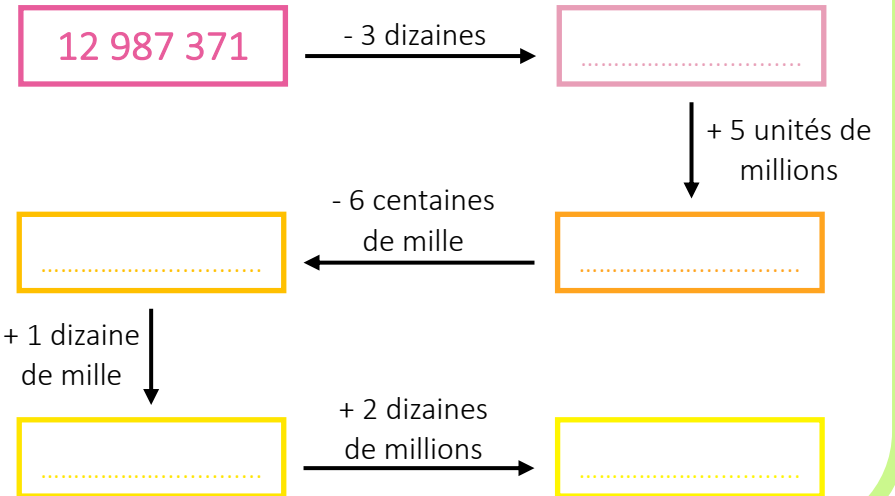 12 987 371
- 3 dizaines
................................
+ 5 unités de
millions
................................
- 6 centaines
de mille
................................
+ 1 dizaine
de mille
................................
+ 2 dizaines
de millions
................................